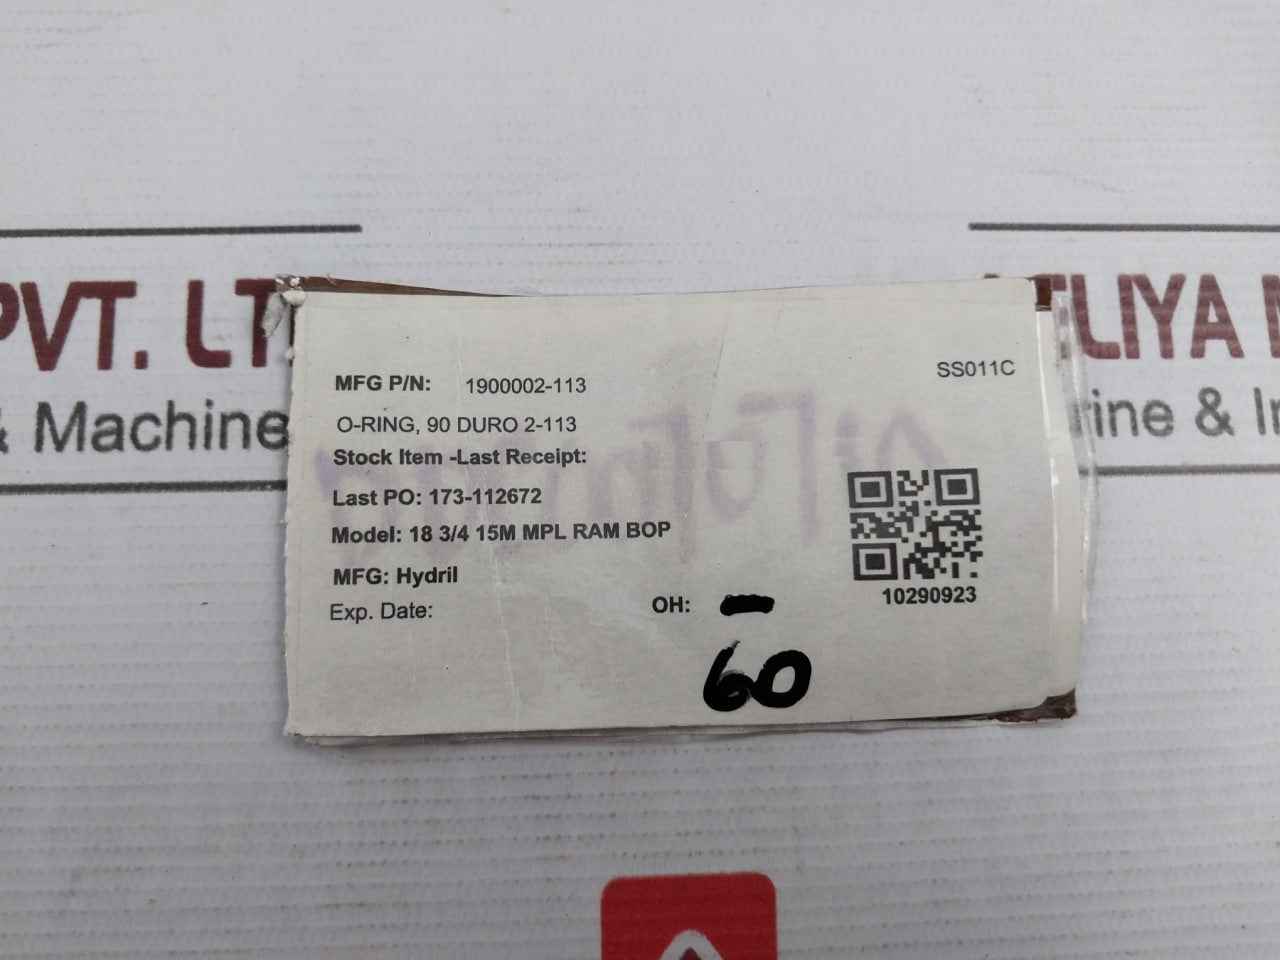 PVT. LT
& Machine
TLIYA M
rine & In
SS011C
MFG P/N: 1900002-113
O-RING, 90 DURO 2-113
Stock Item -Last Receipt:
Last PO: 173-112672
Model: 18 3/4 15M MPL RAM BOP
MFG: Hydril
Exp. Date:
OH: -
60
10290923